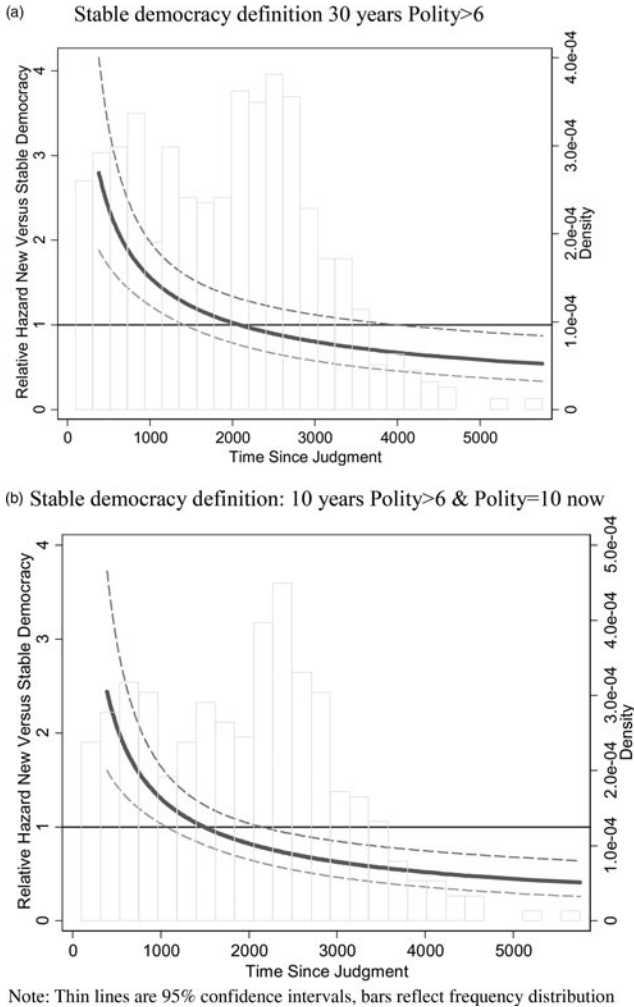 (a) Stable democracy definition 30 years Polity>6
Relative Hazard New Versus Stable Democracy
4
3
2
1
0
4.0e-04
3.0e-04
2.0e-04
1.0e-04
0
Density
0 1000 2000 3000 4000 5000
Time Since Judgment
(b) Stable democracy definition: 10 years Polity>6 & Polity=10 now
Relative Hazard New Versus Stable Democracy
4
3
2
1
0
5.0e-04
4.0e-04
3.0e-04
2.0e-04
1.0e-04
0
Density
0 1000 2000 3000 4000 5000
Time Since Judgment
Note: Thin lines are 95% confidence intervals, bars reflect frequency distribution